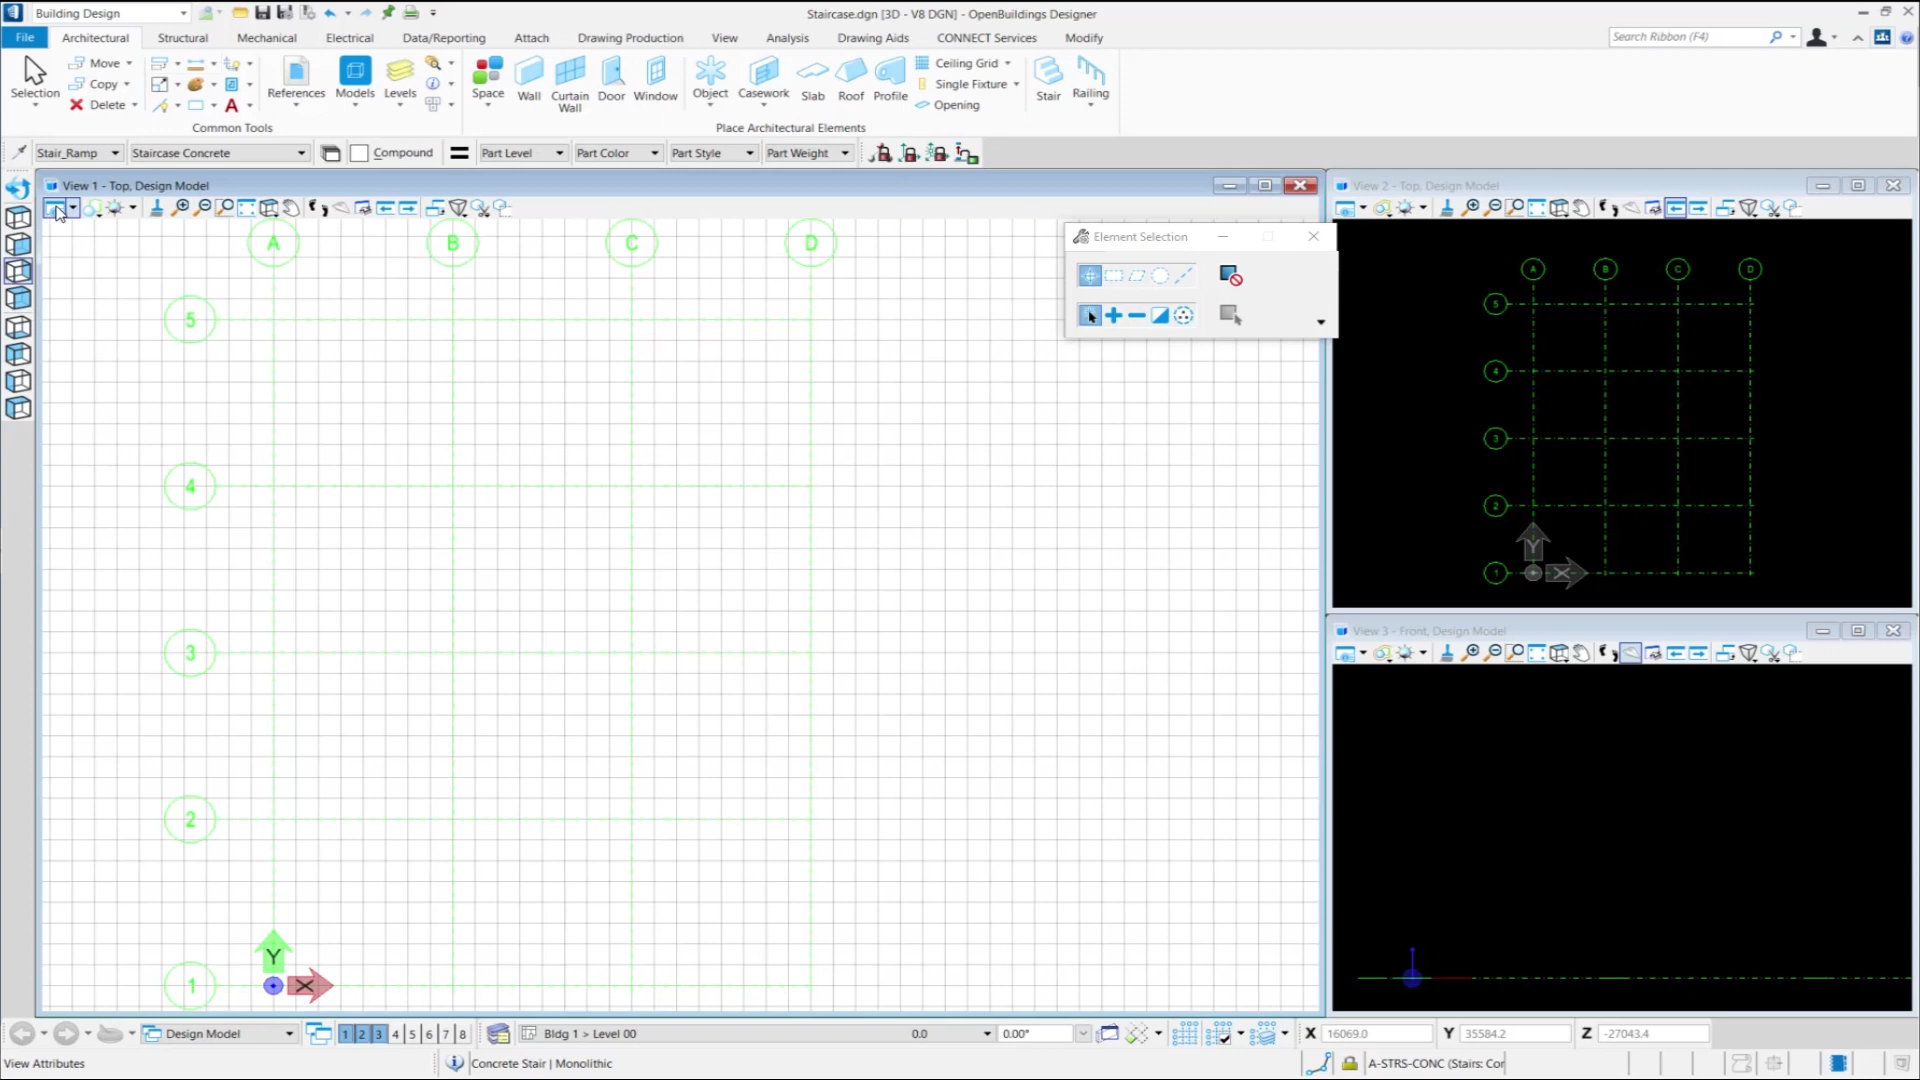 Building Design
Staircase.dgn [3D - V8 DGN] - OpenBuildings Designer
File Architectural Structural Mechanical Electrical Data/Reporting Attach Drawing Production View Analysis Drawing Aids CONNECT Services Modify
Search Ribbon (F4)
Selection
Move
Copy
Delete
References
Models
Levels
Space
Wall
Curtain Wall
Door
Window
Object
Casework
Slab
Roof
Profile
Ceiling Grid
Single Fixture
Opening
Stair
Railing
Common Tools
Place Architectural Elements
Stair_Ramp
Staircase Concrete
Compound
Part Level
Part Color
Part Style
Part Weight
View 1 - Top, Design Model
A B C D
5
4
3
2
1
Y
X
Element Selection
View 2 - Top, Design Model
A B C D
5
4
3
2
1
Y
X
View 3 - Front, Design Model
Design Model
1 2 3 4 5 6 7 8
Bldg 1 > Level 00
0.0
0.00°
X 16069.0
Y 35584.2
Z -27043.4
View Attributes
Concrete Stair | Monolithic
A-STRS-CONC (Stairs: Cor